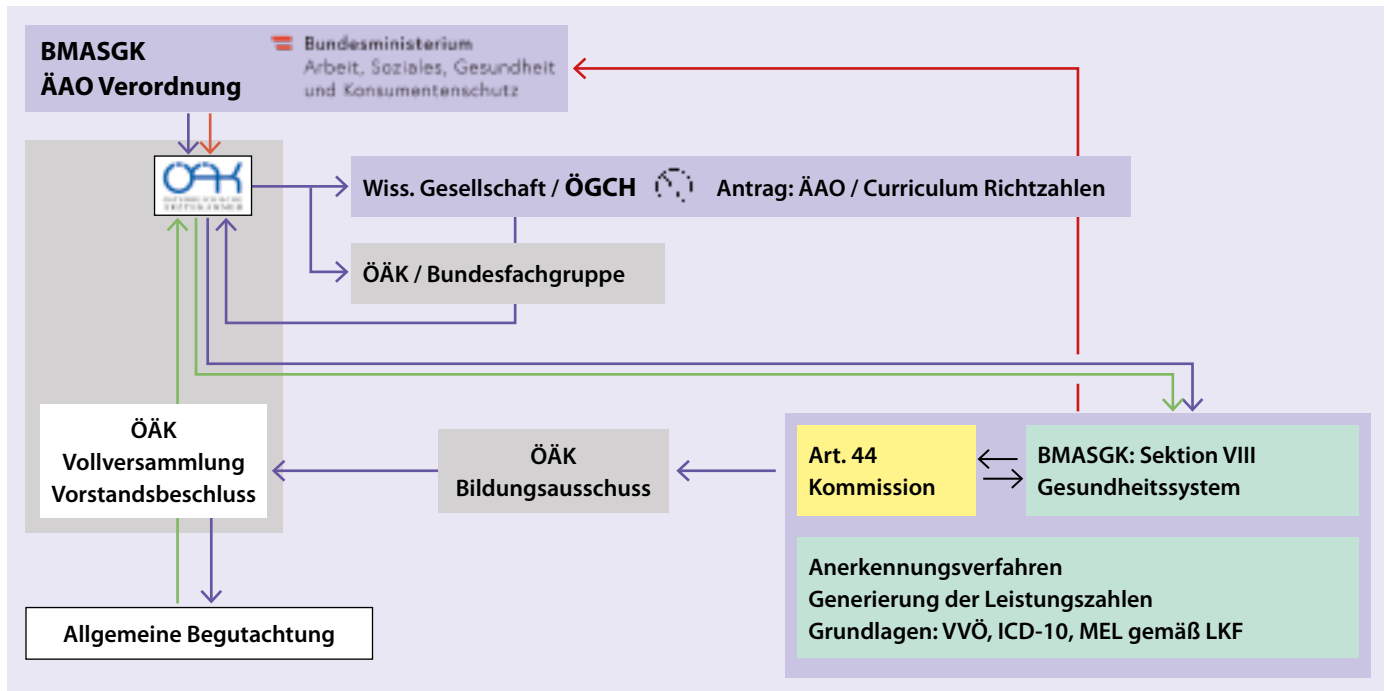 BMASGK
ÄAO Verordnung
Bundesministerium
Arbeit, Soziales, Gesundheit
und Konsumentenschutz
ÖÄK
Wiss. Gesellschaft / ÖGCH
Antrag: ÄAO / Curriculum Richtzahlen
ÖÄK / Bundesfachgruppe
ÖÄK
Vollversammlung
Vorstandsbeschluss
ÖÄK
Bildungsausschuss
Art. 44
Kommission
BMASGK: Sektion VIII
Gesundheitssystem
Anerkennungsverfahren
Generierung der Leistungszahlen
Grundlagen: VVÖ, ICD-10, MEL gemäß LKF
Allgemeine Begutachtung